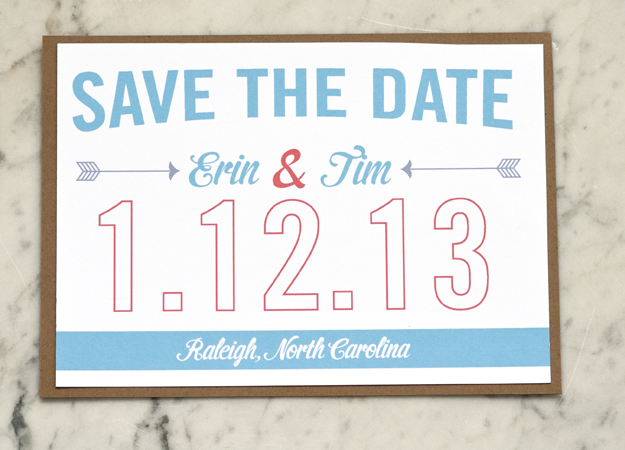 SAVE THE DATE
Erin & Tim
1.12.13
Raleigh, North Carolina